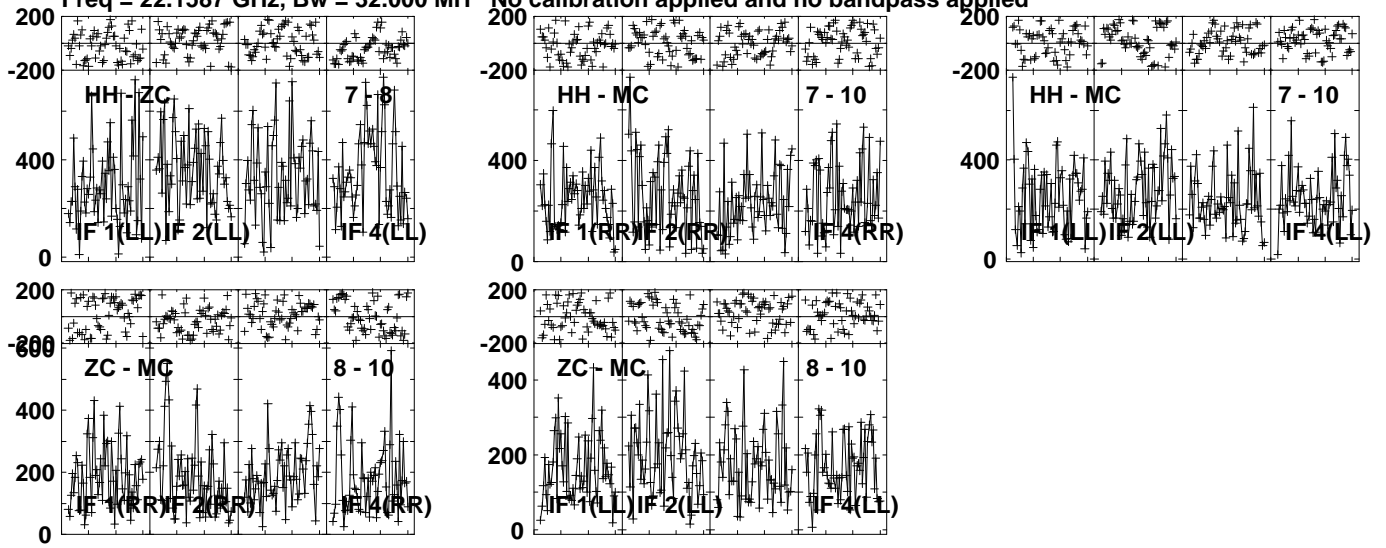 Freq = 22.1587 GHz, Bw = 32.000 MH No calibration applied and no bandpass applied
200 200 200
-200 -200 -200
HH - ZC 7 - 8 HH - MC 7 - 10 HH - MC 7 - 10
400 400 400
IF 1(LL) IF 2(LL) IF 4(LL) IF 1(RR) IF 2(RR) IF 4(RR) IF 1(LL) IF 2(LL) IF 4(LL)
0 0 0
200 200
-200 -200
600
ZC - MC 8 - 10 ZC - MC 8 - 10
400 400
200 200
IF 1(RR) IF 2(RR) IF 4(RR) IF 1(LL) IF 2(LL) IF 4(LL)
0 0